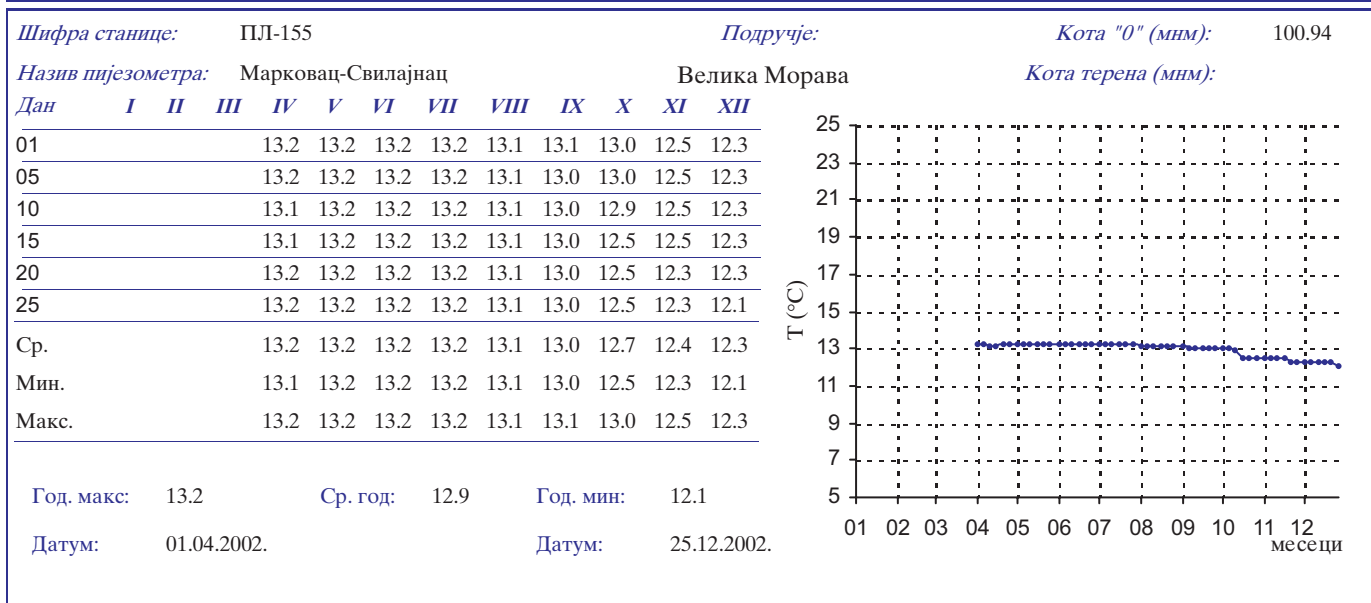 Шифра станице: ПЛ-155 Подручје: Кота "0" (мнм): 100.94
Назив пијезометра: Марковац-Свилајнац Велика Морава Кота терена (мнм):
Дан I II III IV V VI VII VIII IX X XI XII
01 13.2 13.2 13.2 13.2 13.1 13.1 13.0 12.5 12.3
05 13.2 13.2 13.2 13.2 13.1 13.0 13.0 12.5 12.3
10 13.1 13.2 13.2 13.2 13.1 13.0 12.9 12.5 12.3
15 13.1 13.2 13.2 13.2 13.1 13.0 12.5 12.5 12.3
20 13.2 13.2 13.2 13.2 13.1 13.0 12.5 12.3 12.3
25 13.2 13.2 13.2 13.2 13.1 13.0 12.5 12.3 12.1
Ср. 13.2 13.2 13.2 13.2 13.1 13.0 12.7 12.4 12.3
Мин. 13.1 13.2 13.2 13.2 13.1 13.0 12.5 12.3 12.1
Макс. 13.2 13.2 13.2 13.2 13.1 13.1 13.0 12.5 12.3
Год. макс: 13.2 Ср. год: 12.9 Год. мин: 12.1
Датум: 01.04.2002. Датум: 25.12.2002.
T (°C)
25
23
21
19
17
15
13
11
9
7
5
01 02 03 04 05 06 07 08 09 10 11 12
месеци